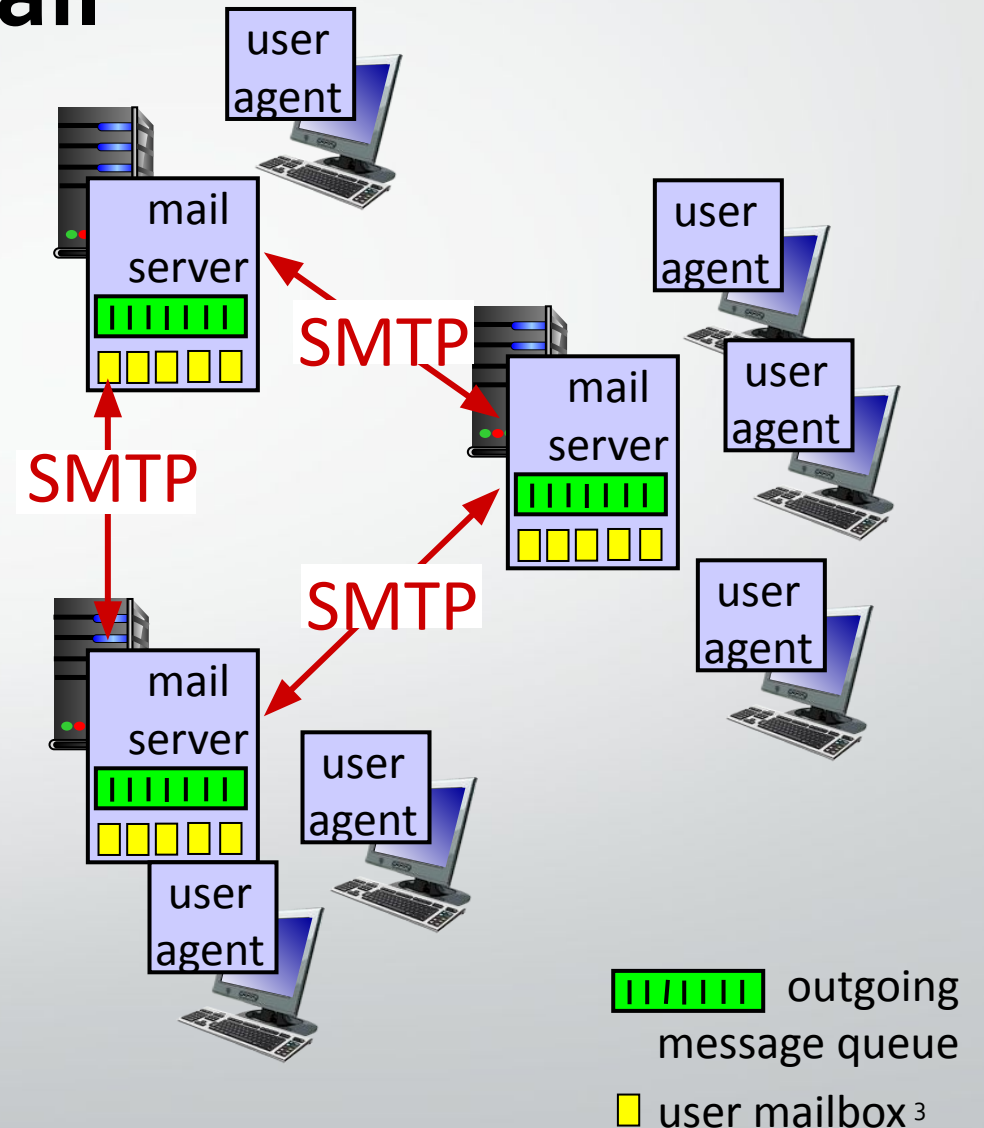 ail
user
agent
mail
server
user
agent
SMTP
mail
server
user
agent
SMTP
SMTP
user
agent
mail
server
user
agent
user
agent
outgoing
message queue
user mailbox 3